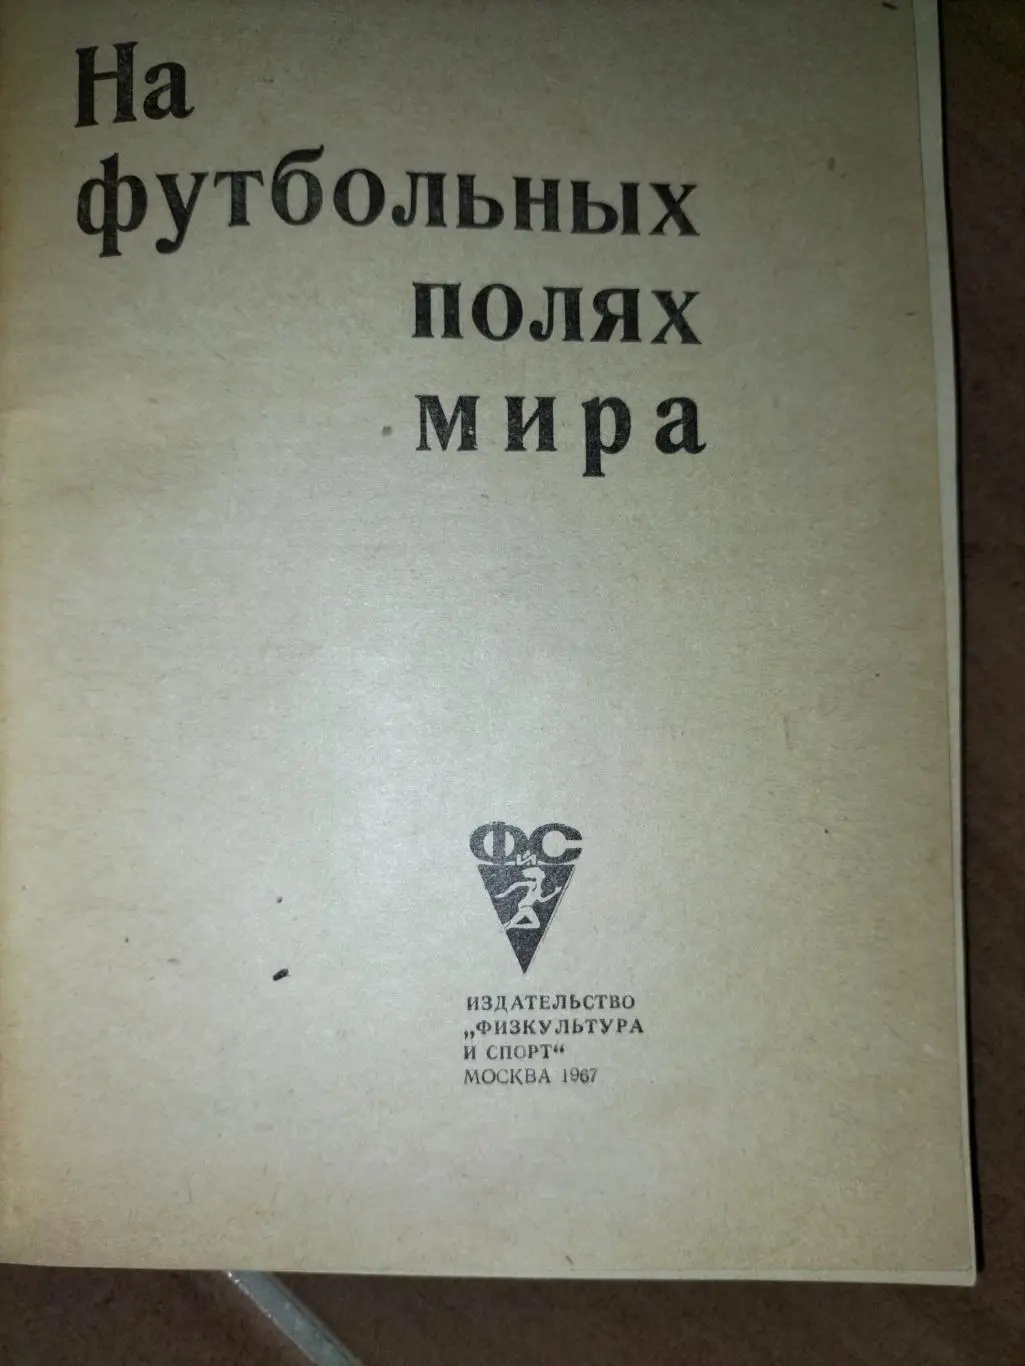 На
футбольных
полях
мира
ФиС
ИЗДАТЕЛЬСТВО
„ФИЗКУЛЬТУРА
И СПОРТ“
МОСКВА 1967